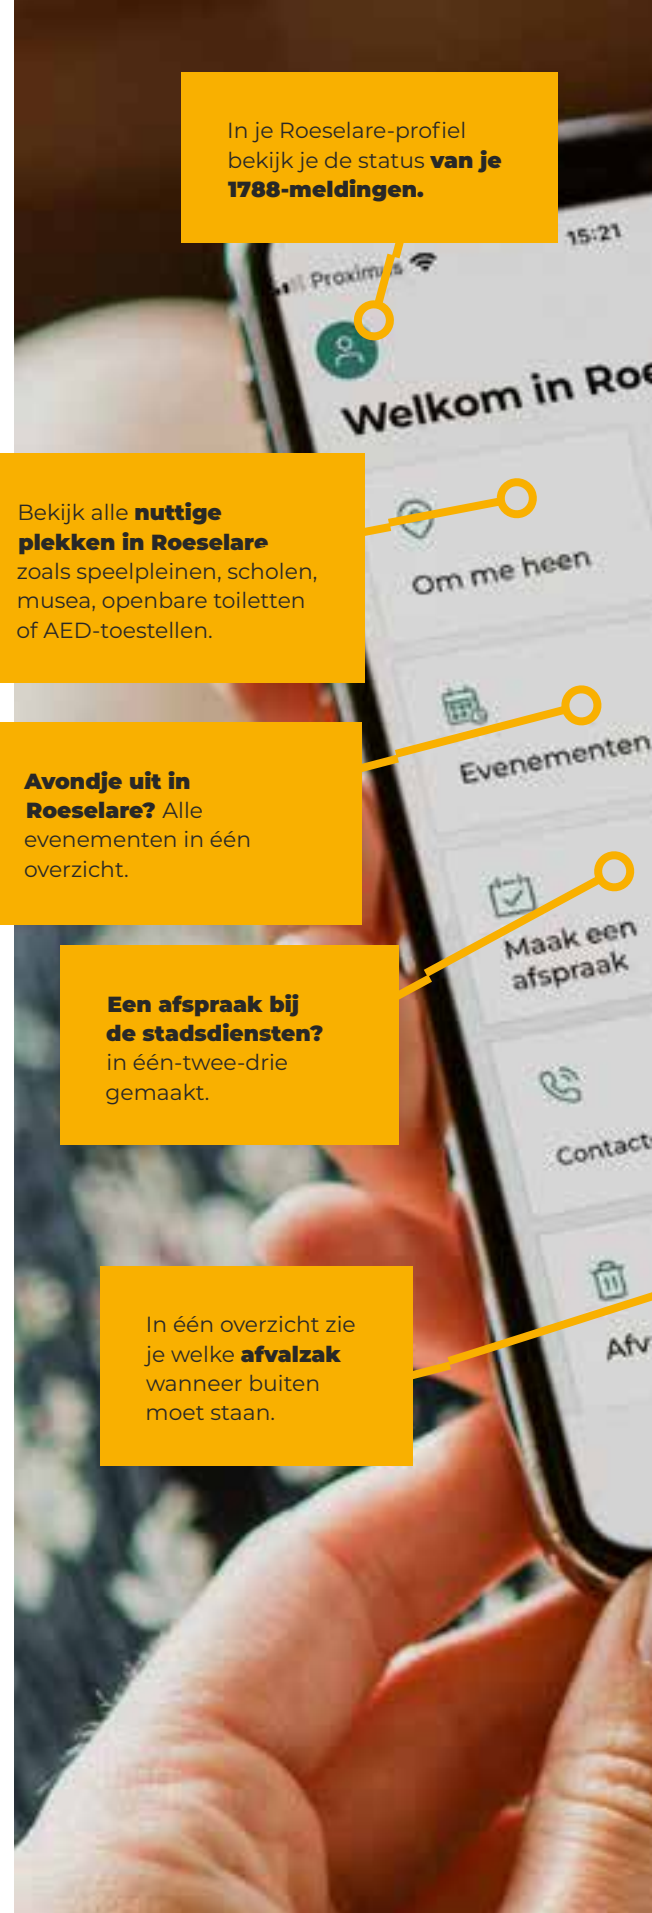 In je Roeselare-profiel
bekijk je de status van je
1788-meldingen.
15:21
Proximus
Welkom in
Bekijk alle nuttige
plekken in Roeselare
zoals speelpleinen, scholen,
musea, openbare toiletten
of AED-toestellen.
Om me heen
Avondje uit in
Roeselare? Alle
evenementen in één
overzicht.
Evenementen
Een afspraak bij
de stadsdiensten?
in één-twee-drie
gemaakt.
Maak een
afspraak
In één overzicht zie
je welke afvalzak
wanneer buiten
moet staan.